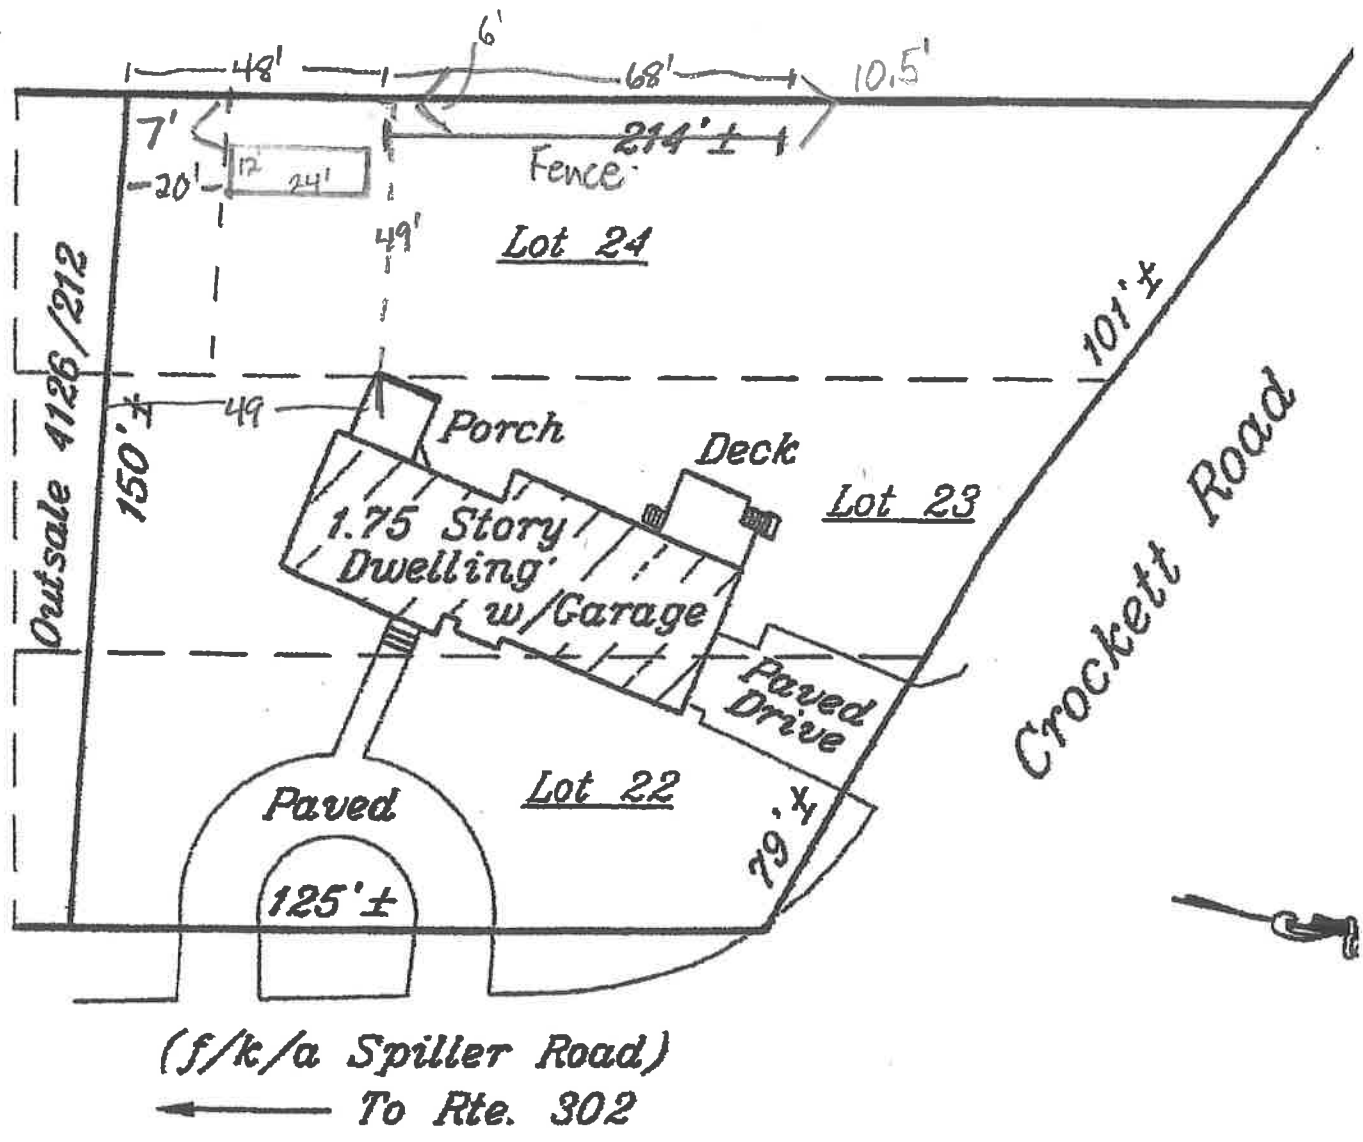 6'
48'
68'
10.5'
7'
214'±
Fence
12'
24'
20'
49'
Lot 24
Outsale 4126/212
101'±
150'±
49
Porch
Deck
Lot 23
1.75 Story
Dwelling
w/Garage
Crockett Road
Paved
Drive
Lot 22
Paved
79'±
125'±
(f/k/a Spiller Road)
To Rte. 302